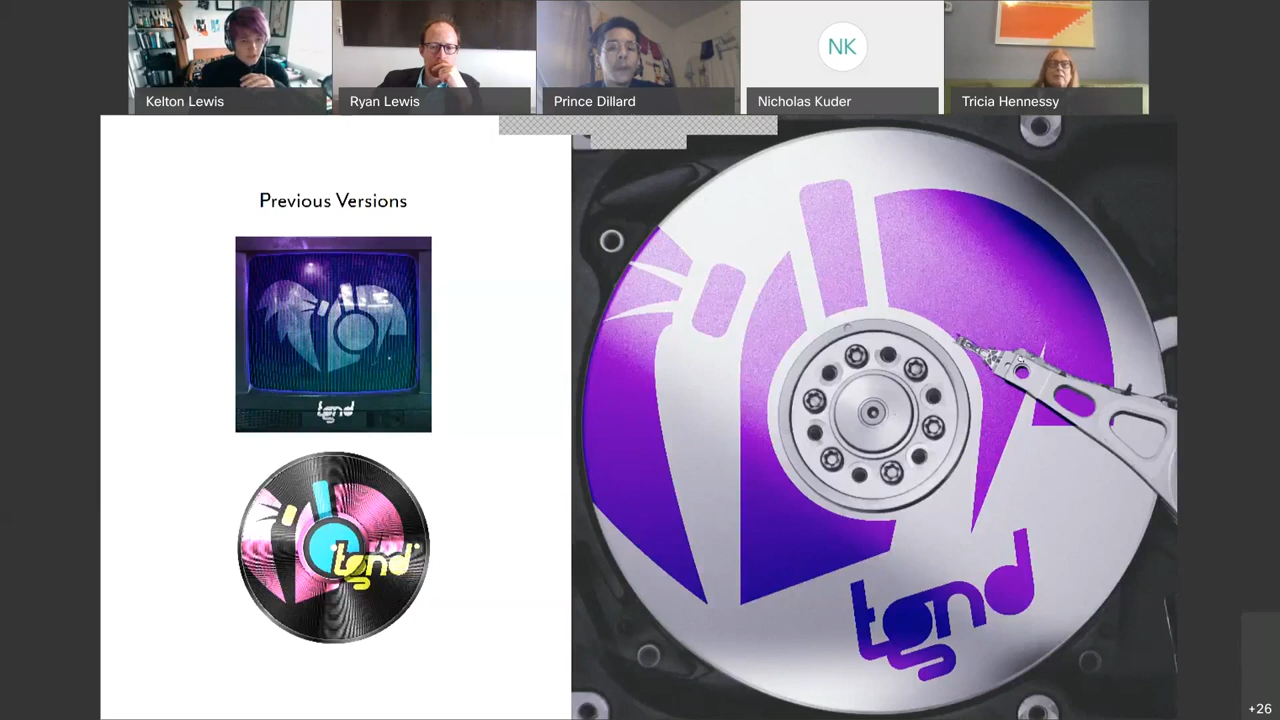 Kelton Lewis
Ryan Lewis
Prince Dillard
NK
Nicholas Kuder
Tricia Hennessy
Previous Versions
tgnd
tgnd
tgnd
+26